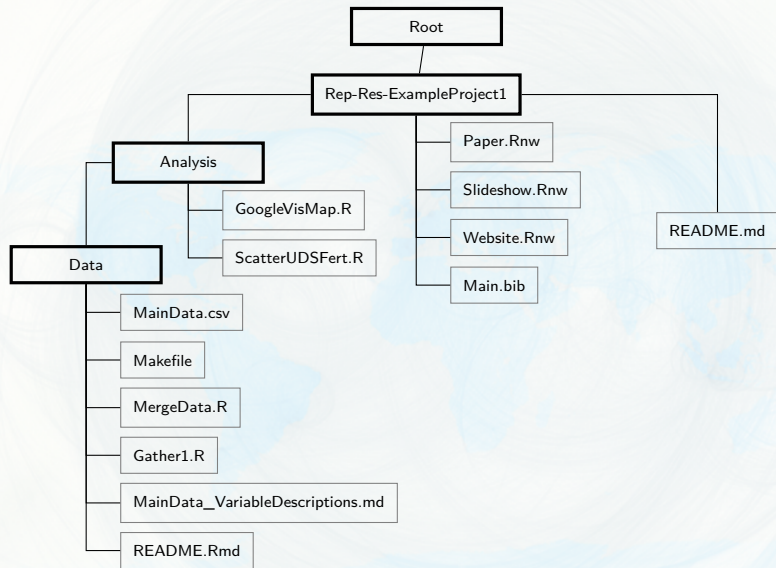 Root
Rep-Res-ExampleProject1
Paper.Rnw
Analysis
Slideshow.Rnw
GoogleVisMap.R
README.md
Website.Rnw
ScatterUDSFert.R
Data
Main.bib
MainData.csv
Makefile
MergeData.R
Gather1.R
MainData_VariableDescriptions.md
README.Rmd